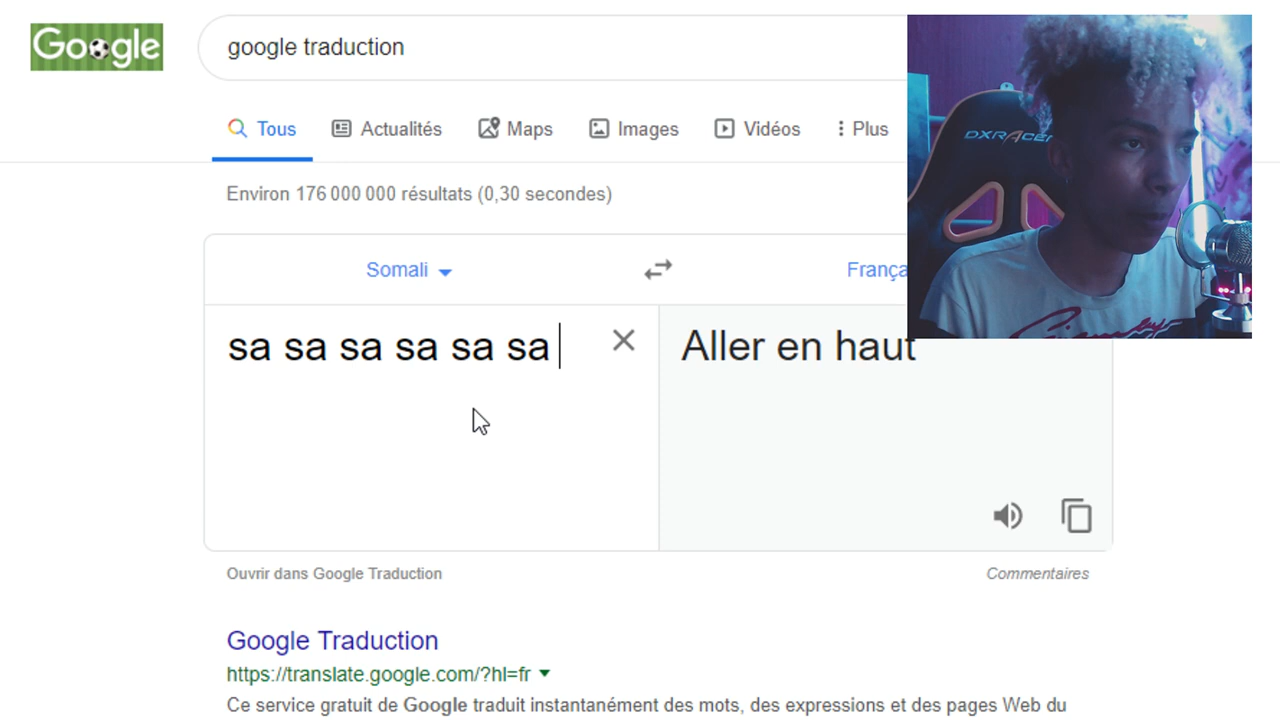 Google
google traduction
Tous Actualités Maps Images Vidéos Plus
Environ 176 000 000 résultats (0,30 secondes)
Somali
sa sa sa sa sa sa
Aller en haut
DXRACER
Ouvrir dans Google Traduction
Commentaires
Google Traduction
https://translate.google.com/?hl=fr
Ce service gratuit de Google traduit instantanément des mots, des expressions et des pages Web du